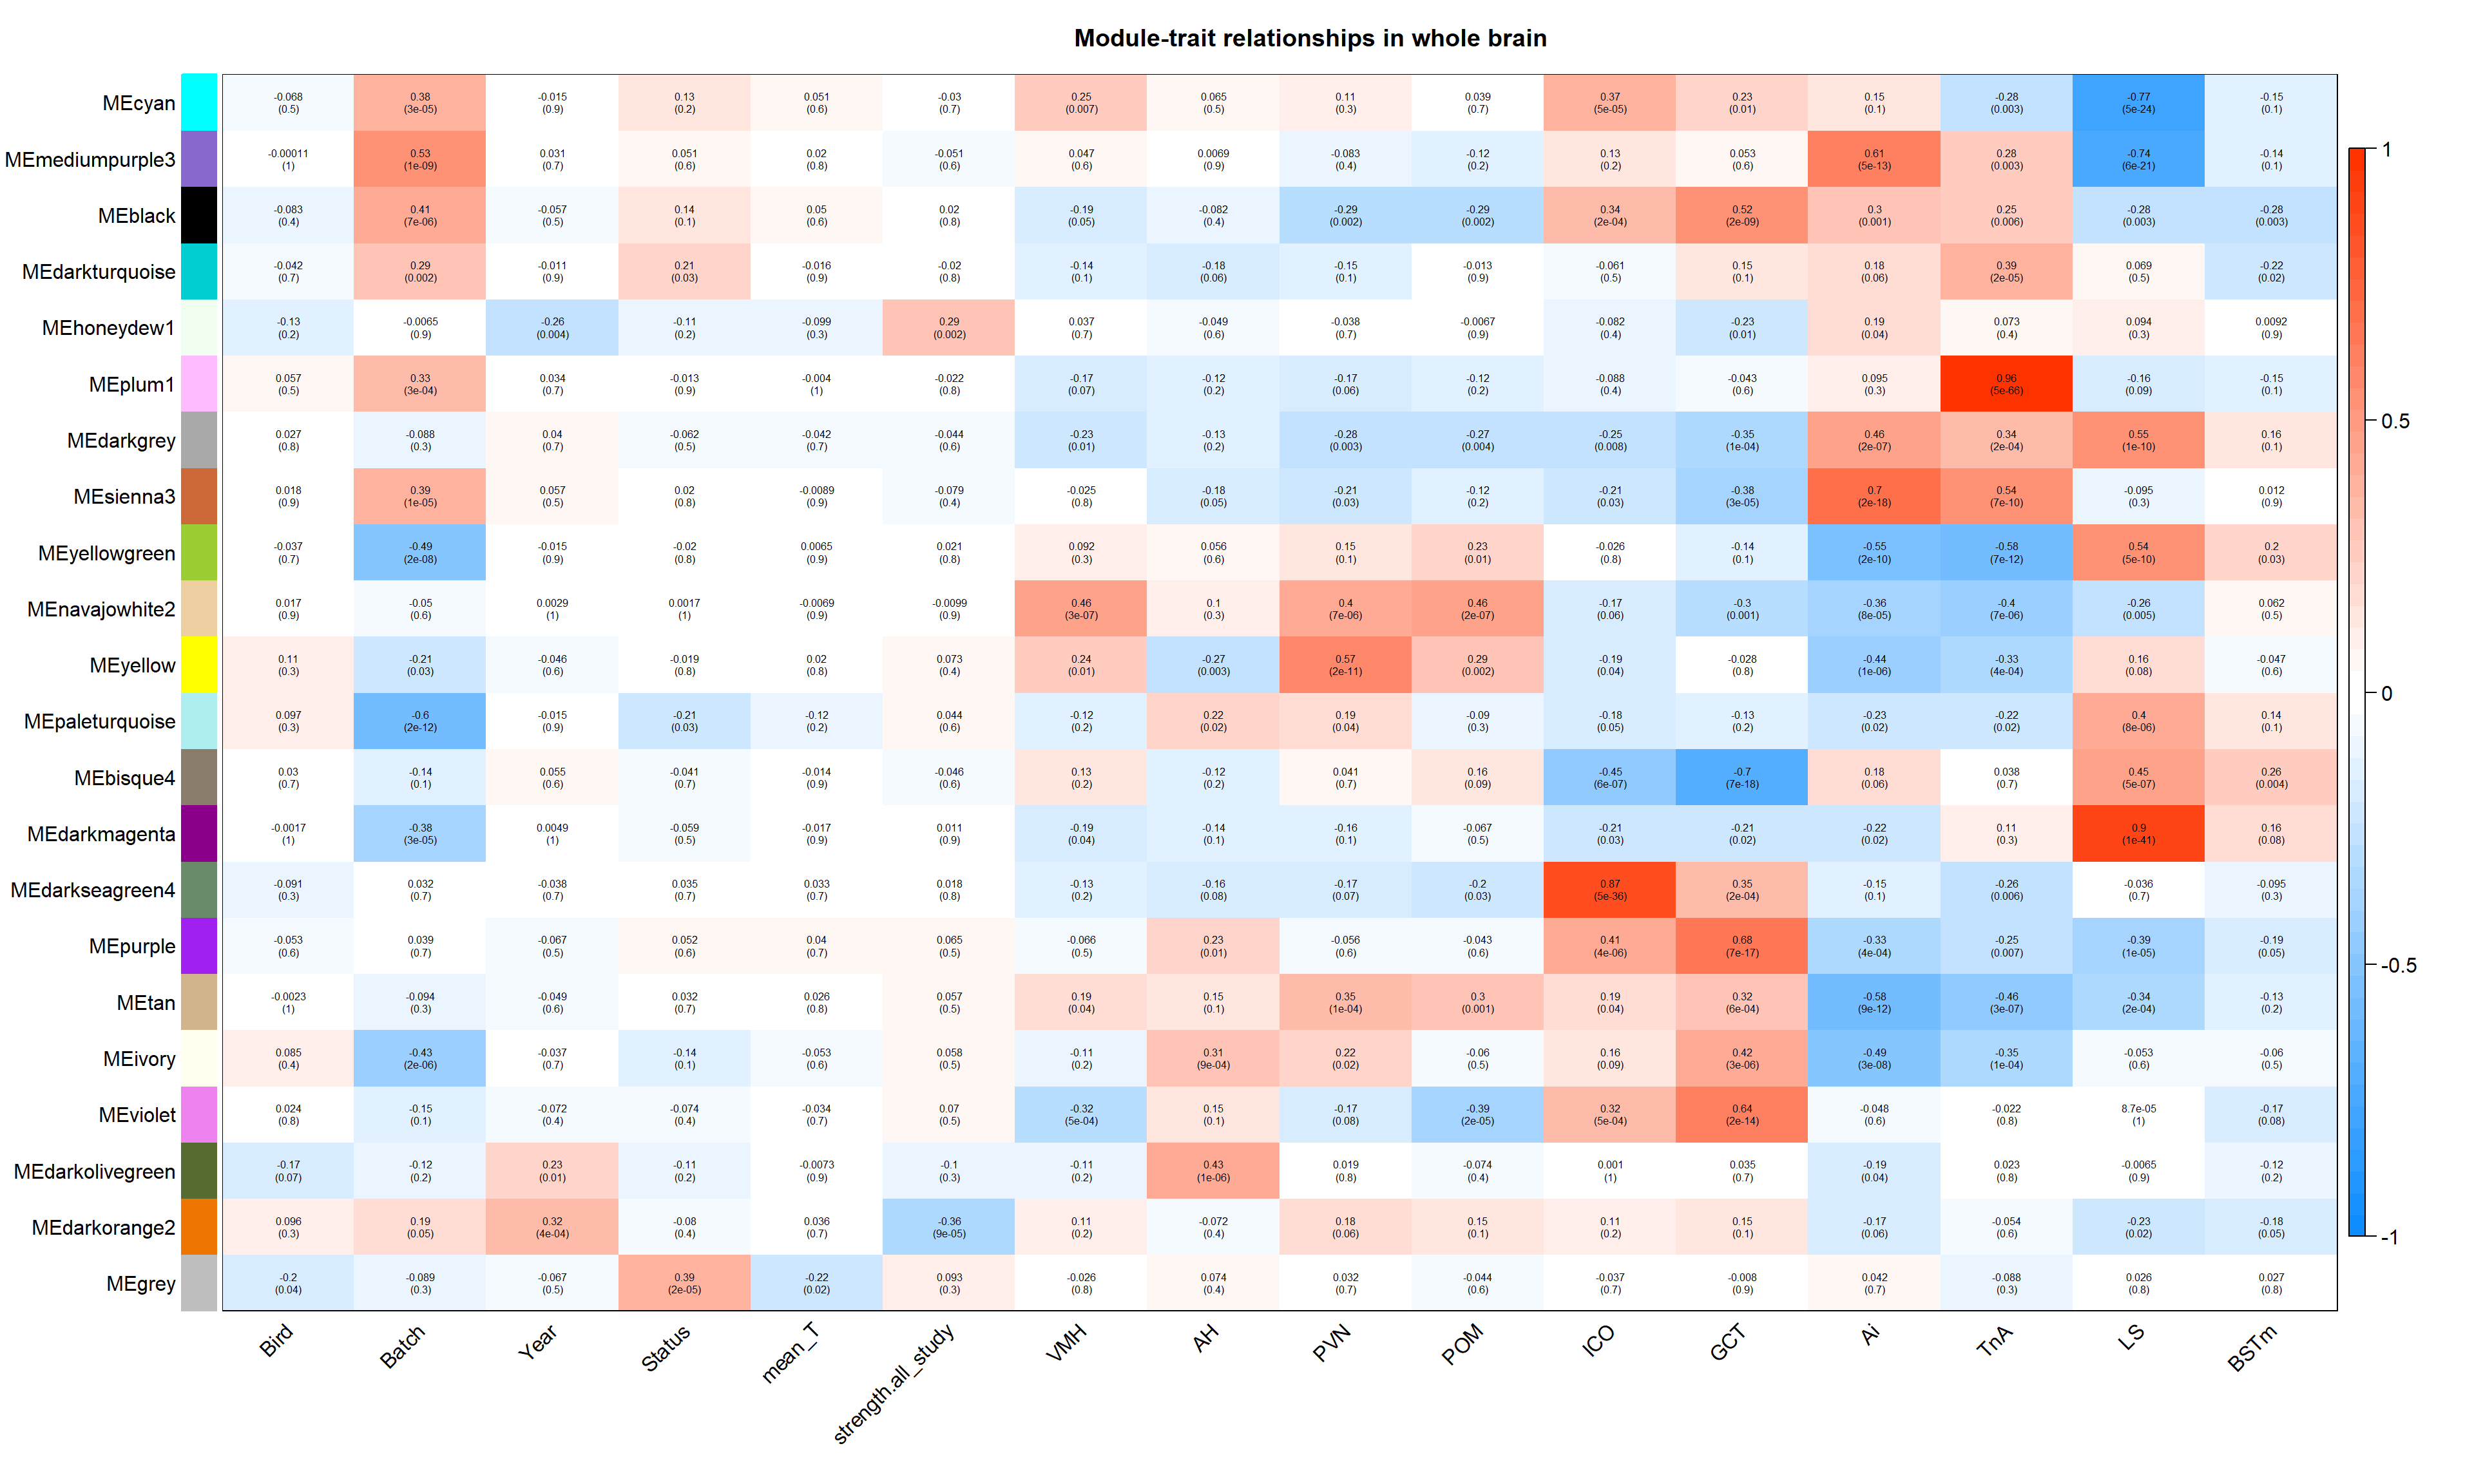 Module-trait relationships in whole brain
MEcyan -0.068 0.38 -0.015 0.13 0.051 -0.03 0.25 0.065 0.11 0.039 0.37 0.23 0.15 -0.28 -0.77 -0.15
(0.5) (3e-05) (0.9) (0.2) (0.6) (0.7) (0.007) (0.5) (0.3) (0.7) (5e-05) (0.01) (0.1) (0.003) (5e-24) (0.1)
MEmediumpurple3 -0.00011 0.53 0.031 0.051 0.02 -0.051 0.047 0.0069 -0.083 -0.12 0.13 0.053 0.61 0.28 -0.74 -0.14
(1) (1e-09) (0.7) (0.6) (0.8) (0.6) (0.6) (0.9) (0.4) (0.2) (0.2) (0.6) (5e-13) (0.003) (6e-21) (0.1)
MEblack -0.083 0.41 -0.057 0.14 0.05 0.02 -0.19 -0.082 -0.29 -0.29 0.34 0.52 0.3 0.25 -0.28 -0.28
(0.4) (7e-06) (0.5) (0.1) (0.6) (0.8) (0.05) (0.4) (0.002) (0.002) (2e-04) (2e-09) (0.001) (0.006) (0.003) (0.003)
MEdarkturquoise -0.042 0.29 -0.011 0.21 -0.016 -0.02 -0.14 -0.18 -0.15 -0.013 -0.061 0.15 0.18 0.39 0.069 -0.22
(0.7) (0.002) (0.9) (0.03) (0.9) (0.8) (0.1) (0.06) (0.1) (0.9) (0.5) (0.1) (0.06) (2e-05) (0.5) (0.02)
MEhoneydew1 -0.13 -0.0065 -0.26 -0.11 -0.099 0.29 0.037 -0.049 -0.038 -0.0067 -0.082 -0.23 0.19 0.073 0.094 0.0092
(0.2) (0.9) (0.004) (0.2) (0.3) (0.002) (0.7) (0.6) (0.7) (0.9) (0.4) (0.01) (0.04) (0.4) (0.3) (0.9)
MEplum1 0.057 0.33 0.034 -0.013 -0.004 -0.022 -0.17 -0.12 -0.17 -0.12 -0.088 -0.043 0.095 0.96 -0.16 -0.15
(0.5) (3e-04) (0.7) (0.9) (1) (0.8) (0.07) (0.2) (0.06) (0.2) (0.4) (0.6) (0.3) (5e-66) (0.09) (0.1)
MEdarkgrey 0.027 -0.088 0.04 -0.062 -0.042 -0.044 -0.23 -0.13 -0.28 -0.27 -0.25 -0.35 0.46 0.34 0.55 0.16
(0.8) (0.3) (0.7) (0.5) (0.7) (0.6) (0.01) (0.2) (0.003) (0.004) (0.008) (1e-04) (2e-07) (2e-04) (1e-10) (0.1)
MEsienna3 0.018 0.39 0.057 0.02 -0.0089 -0.079 -0.025 -0.18 -0.21 -0.12 -0.21 -0.38 0.7 0.54 -0.095 0.012
(0.9) (1e-05) (0.5) (0.8) (0.9) (0.4) (0.8) (0.05) (0.03) (0.2) (0.03) (3e-05) (2e-18) (7e-10) (0.3) (0.9)
MEyellowgreen -0.037 -0.49 -0.015 -0.02 0.0065 0.021 0.092 0.056 0.15 0.23 -0.026 -0.14 -0.55 -0.58 0.54 0.2
(0.7) (2e-08) (0.9) (0.8) (0.9) (0.8) (0.3) (0.6) (0.1) (0.01) (0.8) (0.1) (2e-10) (7e-12) (5e-10) (0.03)
MEnavajowhite2 0.017 -0.05 0.0029 0.0017 -0.0069 -0.0099 0.46 0.1 0.4 0.46 -0.17 -0.3 -0.36 -0.4 -0.26 0.062
(0.9) (0.6) (1) (1) (0.9) (0.9) (3e-07) (0.3) (7e-06) (2e-07) (0.06) (0.001) (8e-05) (7e-06) (0.005) (0.5)
MEyellow 0.11 -0.21 -0.046 -0.019 0.02 0.073 0.24 -0.27 0.57 0.29 -0.19 -0.028 -0.44 -0.33 0.16 -0.047
(0.3) (0.03) (0.6) (0.8) (0.8) (0.4) (0.01) (0.003) (2e-11) (0.002) (0.04) (0.8) (1e-06) (4e-04) (0.08) (0.6)
MEpaleturquoise 0.097 -0.6 -0.015 -0.21 -0.12 0.044 -0.12 0.22 0.19 -0.09 -0.18 -0.13 -0.23 -0.22 0.4 0.14
(0.3) (2e-12) (0.9) (0.03) (0.2) (0.6) (0.2) (0.02) (0.04) (0.3) (0.05) (0.2) (0.02) (0.02) (8e-06) (0.1)
MEbisque4 0.03 -0.14 0.055 -0.041 -0.014 -0.046 0.13 -0.12 0.041 0.16 -0.45 -0.7 0.18 0.038 0.45 0.26
(0.7) (0.1) (0.6) (0.7) (0.9) (0.6) (0.2) (0.2) (0.7) (0.09) (6e-07) (7e-18) (0.06) (0.7) (5e-07) (0.004)
MEdarkmagenta -0.0017 -0.38 0.0049 -0.059 -0.017 0.011 -0.19 -0.14 -0.16 -0.067 -0.21 -0.21 -0.22 0.11 0.9 0.16
(1) (3e-05) (1) (0.5) (0.9) (0.9) (0.04) (0.1) (0.1) (0.5) (0.03) (0.02) (0.02) (0.3) (1e-41) (0.08)
MEdarkseagreen4 -0.091 0.032 -0.038 0.035 0.033 0.018 -0.13 -0.16 -0.17 -0.2 0.87 0.35 -0.15 -0.26 -0.036 -0.095
(0.3) (0.7) (0.7) (0.7) (0.7) (0.8) (0.2) (0.08) (0.07) (0.03) (5e-36) (2e-04) (0.1) (0.006) (0.7) (0.3)
MEpurple -0.053 0.039 -0.067 0.052 0.04 0.065 -0.066 0.23 -0.056 -0.043 0.41 0.68 -0.33 -0.25 -0.39 -0.19
(0.6) (0.7) (0.5) (0.6) (0.7) (0.5) (0.5) (0.01) (0.6) (0.6) (4e-06) (7e-17) (4e-04) (0.007) (1e-05) (0.05)
MEtan -0.0023 -0.094 -0.049 0.032 0.026 0.057 0.19 0.15 0.35 0.3 0.19 0.32 -0.58 -0.46 -0.34 -0.13
(1) (0.3) (0.6) (0.7) (0.8) (0.5) (0.04) (0.1) (1e-04) (0.001) (0.04) (6e-04) (9e-12) (3e-07) (2e-04) (0.2)
MEivory 0.085 -0.43 -0.037 -0.14 -0.053 0.058 -0.11 0.31 0.22 -0.06 0.16 0.42 -0.49 -0.35 -0.053 -0.06
(0.4) (2e-06) (0.7) (0.1) (0.6) (0.5) (0.2) (9e-04) (0.02) (0.5) (0.09) (3e-06) (3e-08) (1e-04) (0.6) (0.5)
MEviolet 0.024 -0.15 -0.072 -0.074 -0.034 0.07 -0.32 0.15 -0.17 -0.39 0.32 0.64 -0.048 -0.022 8.7e-05 -0.17
(0.8) (0.1) (0.4) (0.4) (0.7) (0.5) (5e-04) (0.1) (0.08) (2e-05) (5e-04) (2e-14) (0.6) (0.8) (1) (0.08)
MEdarkolivegreen -0.17 -0.12 0.23 -0.11 -0.0073 -0.1 -0.11 0.43 0.019 -0.074 0.001 0.035 -0.19 0.023 -0.0065 -0.12
(0.07) (0.2) (0.01) (0.2) (0.9) (0.3) (0.2) (1e-06) (0.8) (0.4) (1) (0.7) (0.04) (0.8) (0.9) (0.2)
MEdarkorange2 0.096 0.19 0.32 -0.08 0.036 -0.36 0.11 -0.072 0.18 0.15 0.11 0.15 -0.17 -0.054 -0.23 -0.18
(0.3) (0.05) (4e-04) (0.4) (0.7) (9e-05) (0.2) (0.4) (0.06) (0.1) (0.2) (0.1) (0.06) (0.6) (0.02) (0.05)
MEgrey -0.2 -0.089 -0.067 0.39 -0.22 0.093 -0.026 0.074 0.032 -0.044 -0.037 -0.008 0.042 -0.088 0.026 0.027
(0.04) (0.3) (0.5) (2e-05) (0.02) (0.3) (0.8) (0.4) (0.7) (0.6) (0.7) (0.9) (0.7) (0.3) (0.8) (0.8)
Bird Batch Year Status mean_T strength.all_study VMH AH PVN POM ICO GCT Ai TnA LS BSTm
1
0.5
0
-0.5
-1